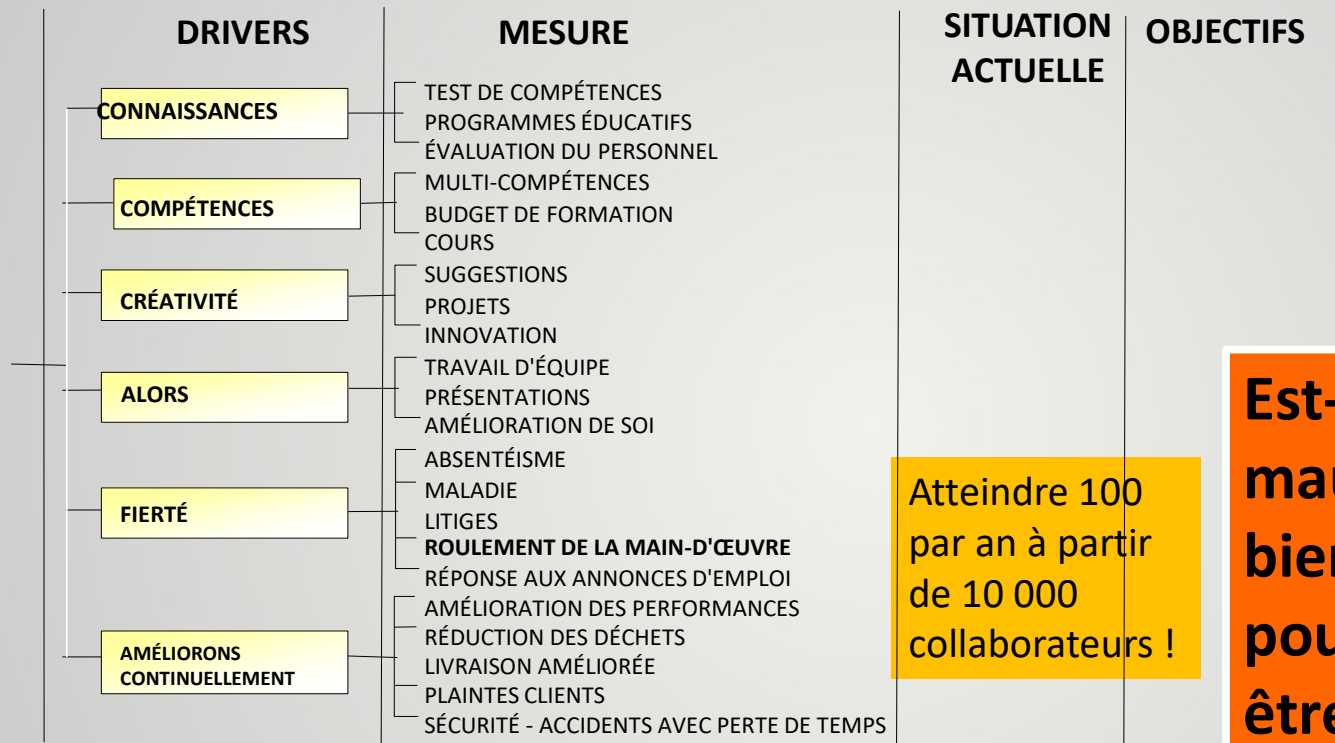 DRIVERS
MESURE
SITUATION
ACTUELLE
OBJECTIFS
CONNAISSANCES
TEST DE COMPÉTENCES
PROGRAMMES ÉDUCATIFS
ÉVALUATION DU PERSONNEL
COMPÉTENCES
MULTI-COMPÉTENCES
BUDGET DE FORMATION
COURS
CRÉATIVITÉ
SUGGESTIONS
PROJETS
INNOVATION
ALORS
TRAVAIL D'ÉQUIPE
PRÉSENTATIONS
AMÉLIORATION DE SOI
FIERTÉ
ABSENTÉISME
MALADIE
LITIGES
ROULEMENT DE LA MAIN-D'ŒUVRE
RÉPONSE AUX ANNONCES D'EMPLOI
AMÉLIORONS
CONTINUELLEMENT
AMÉLIORATION DES PERFORMANCES
RÉDUCTION DES DÉCHETS
LIVRAISON AMÉLIORÉE
PLAINTES CLIENTS
SÉCURITÉ - ACCIDENTS AVEC PERTE DE TEMPS
Atteindre 100
par an à partir
de 10 000
collaborateurs !
Est-
être